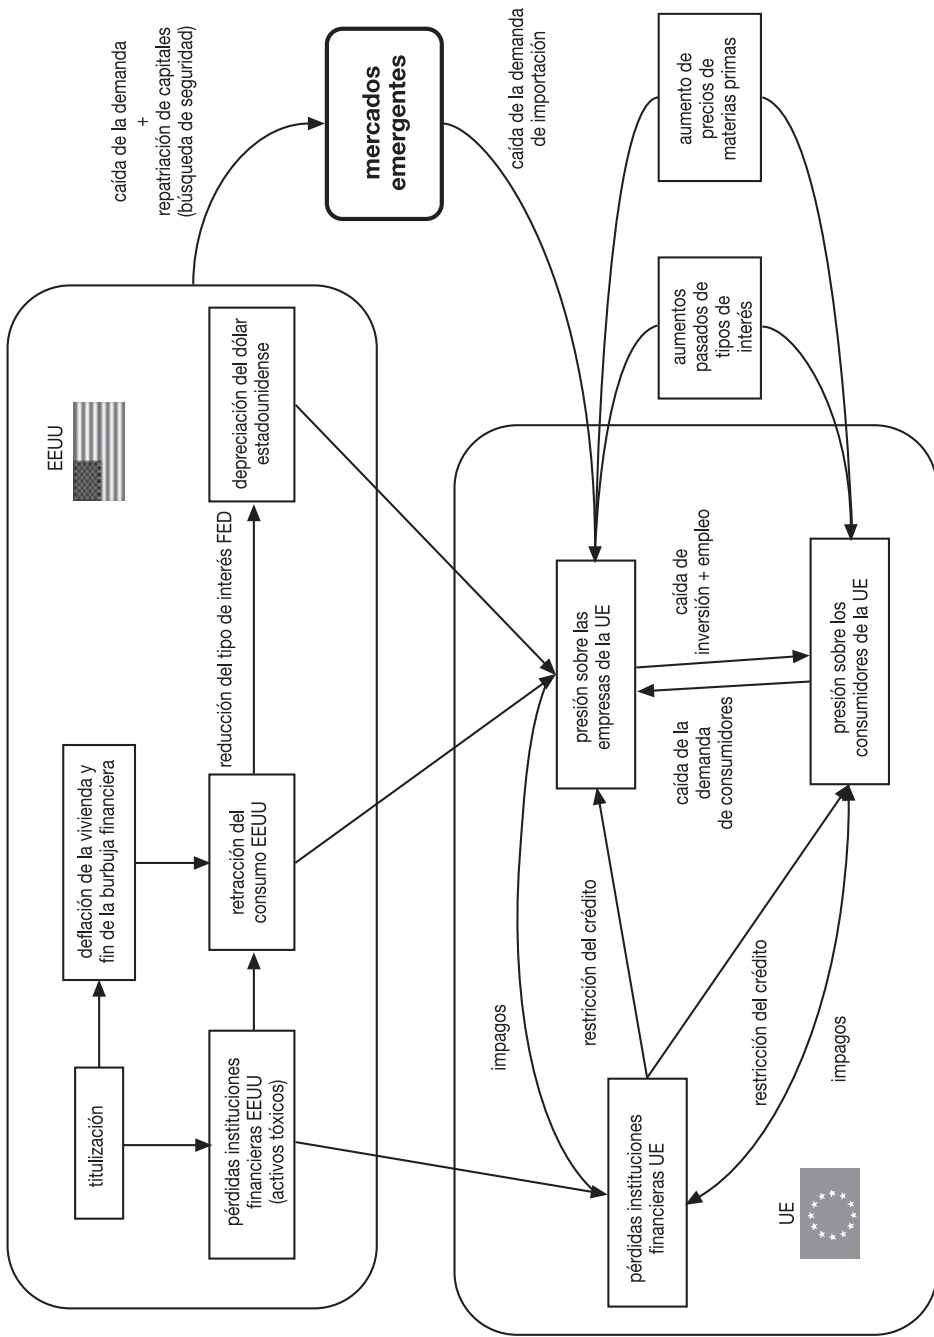 EEUU
titulización
deflación de la vivienda y
fin de la burbuja financiera
pérdidas instituciones
financieras EEUU
(activos tóxicos)
retracción del
consumo EEUU
reducción del tipo de interés FED
depreciación del dólar
estadounidense
caída de la demanda
+
repatriación de capitales
(búsqueda de seguridad)
mercados
emergentes
caída de la demanda
de importación
UE
pérdidas instituciones
financieras UE
impagos
restricción del crédito
restricción del crédito
impagos
presión sobre las
empresas de la UE
caída de la
demanda
de consumidores
caída de
inversión + empleo
presión sobre los
consumidores de la UE
aumentos
pasados de
tipos de
interés
aumento de
precios de
materias primas